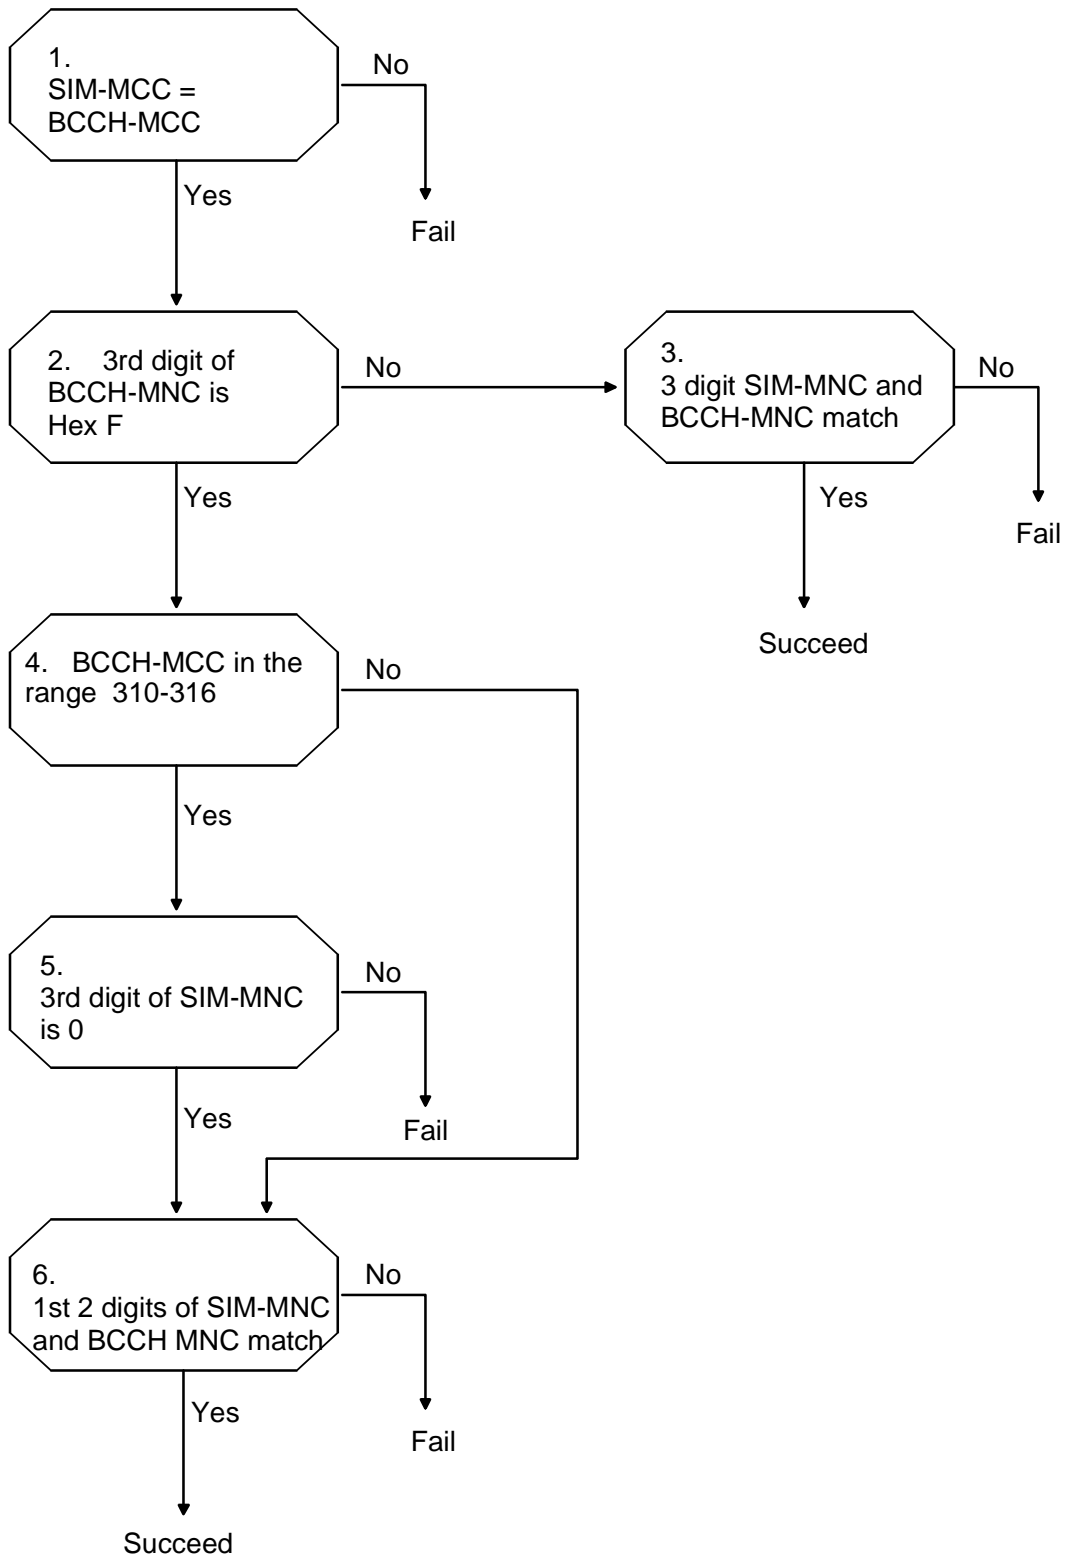 1.
SIM-MCC =
BCCH-MCC
No
Yes
Fail
2. 3rd digit of
BCCH-MNC is
Hex F
No
3.
3 digit SIM-MNC and
BCCH-MNC match
No
Yes
Yes
Fail
Succeed
4. BCCH-MCC in the
range 310-316
No
Yes
5.
3rd digit of SIM-MNC
is 0
No
Yes
Fail
6.
1st 2 digits of SIM-MNC
and BCCH MNC match
No
Yes
Fail
Succeed